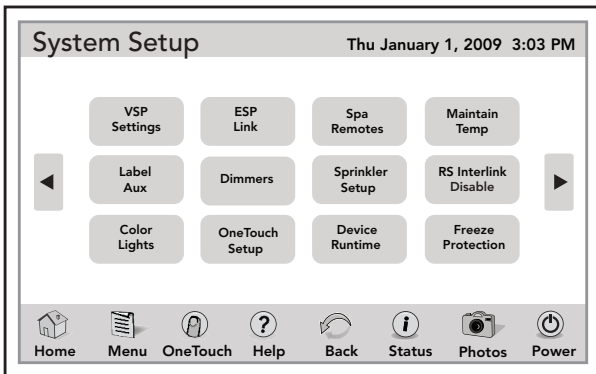 System Setup
Thu January 1, 2009 3:03 PM
VSP
Settings
ESP
Link
Spa
Remotes
Maintain
Temp
Label
Aux
Dimmers
Sprinkler
Setup
RS Interlink
Disable
Color
Lights
OneTouch
Setup
Device
Runtime
Freeze
Protection
?
i
Home
Menu
OneTouch
Help
Back
Status
Photos
Power